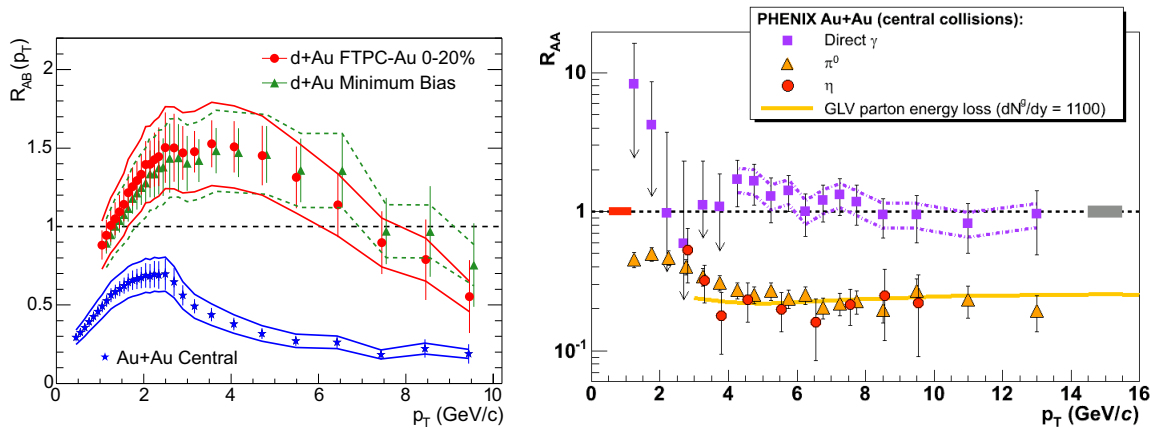 R_AB(p_T)
2
1.5
1
0.5
0
d+Au FTPC-Au 0-20%
d+Au Minimum Bias
Au+Au Central
0 2 4 6 8 10
p_T [GeV/c]
R_AA
10
1
10^-1
PHENIX Au+Au (central collisions):
Direct γ
π^0
η
GLV parton energy loss (dN^g/dy = 1100)
0 2 4 6 8 10 12 14 16
p_T (GeV/c)